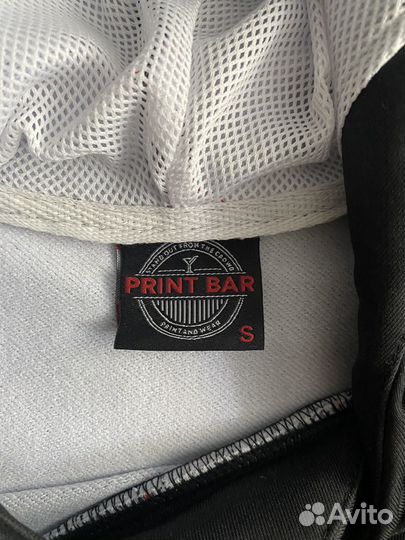 STAND OUT FROM THE CROWD
PRINT BAR
PRINT AND WEAR
S
Avito